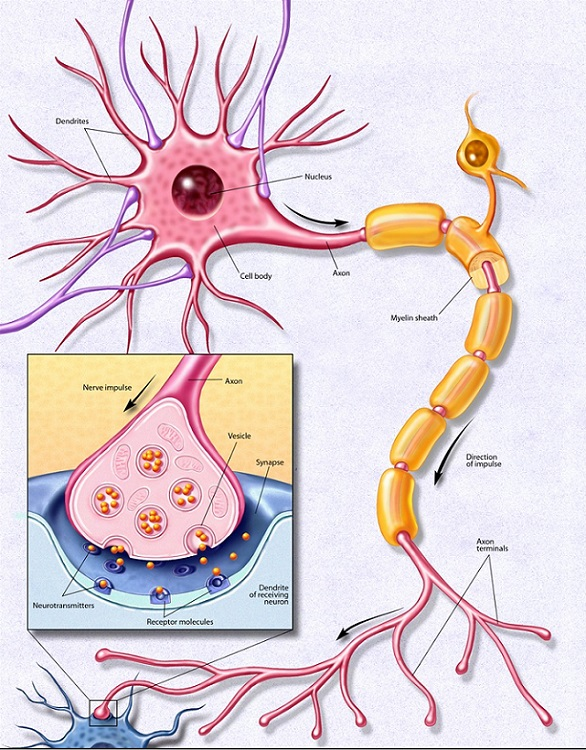 Dendrites
Nucleus
Cell body
Axon
Myelin sheath
Direction
of impulse
Axon
terminals
Nerve impulse
Axon
Vesicle
Synapse
Neurotransmitters
Receptor molecules
Dendrite
of receiving
neuron